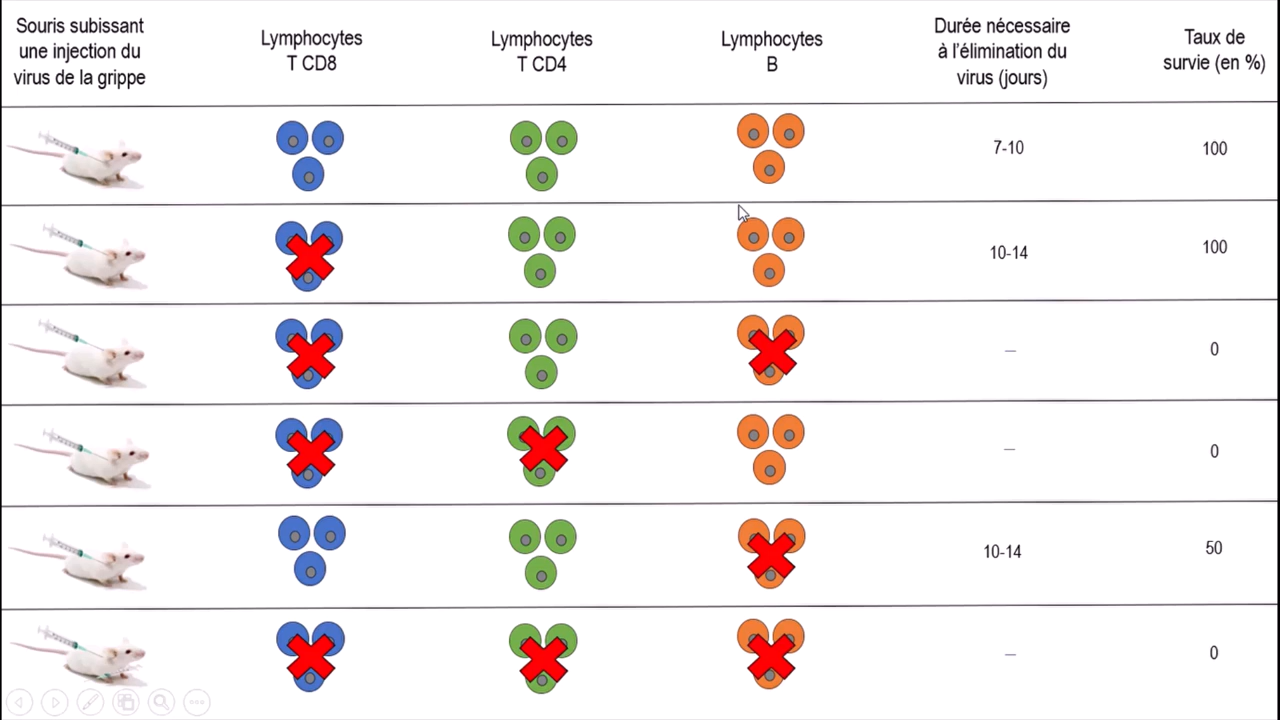 Souris subissant
une injection du
virus de la grippe
Lymphocytes
T CD8
Lymphocytes
T CD4
Lymphocytes
B
Durée nécessaire
à l'élimination du
virus (jours)
Taux de
survie (en %)
7-10
100
10-14
100
–
0
–
0
10-14
50
–
0